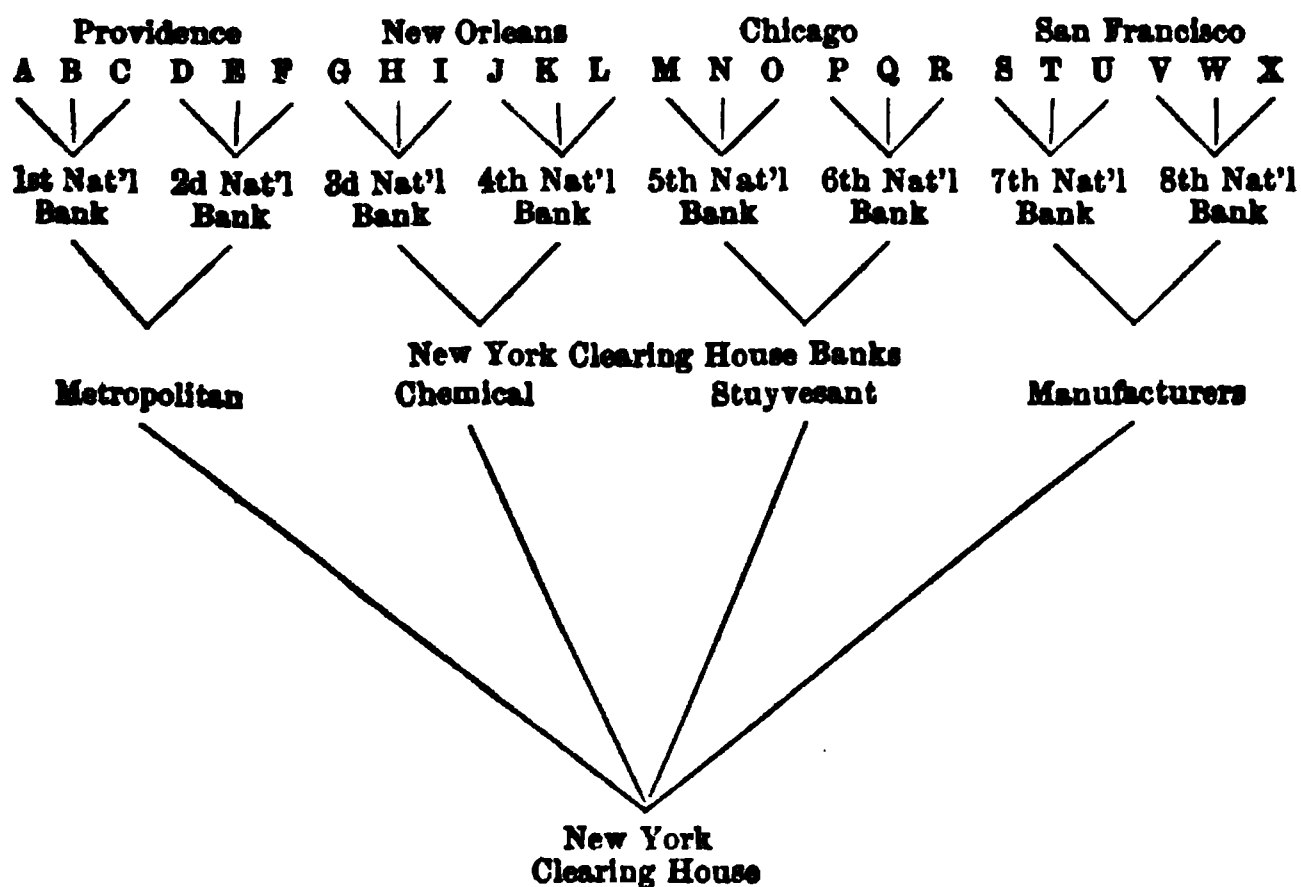 Providence New Orleans Chicago San Francisco
A B C D E F G H I J K L M N O P Q R S T U V W X
1st Nat'l 2d Nat'l 3d Nat'l 4th Nat'l 5th Nat'l 6th Nat'l 7th Nat'l 8th Nat'l
Bank Bank Bank Bank Bank Bank Bank Bank
New York Clearing House Banks
Metropolitan Chemical Stuyvesant Manufacturers
New York
Clearing House